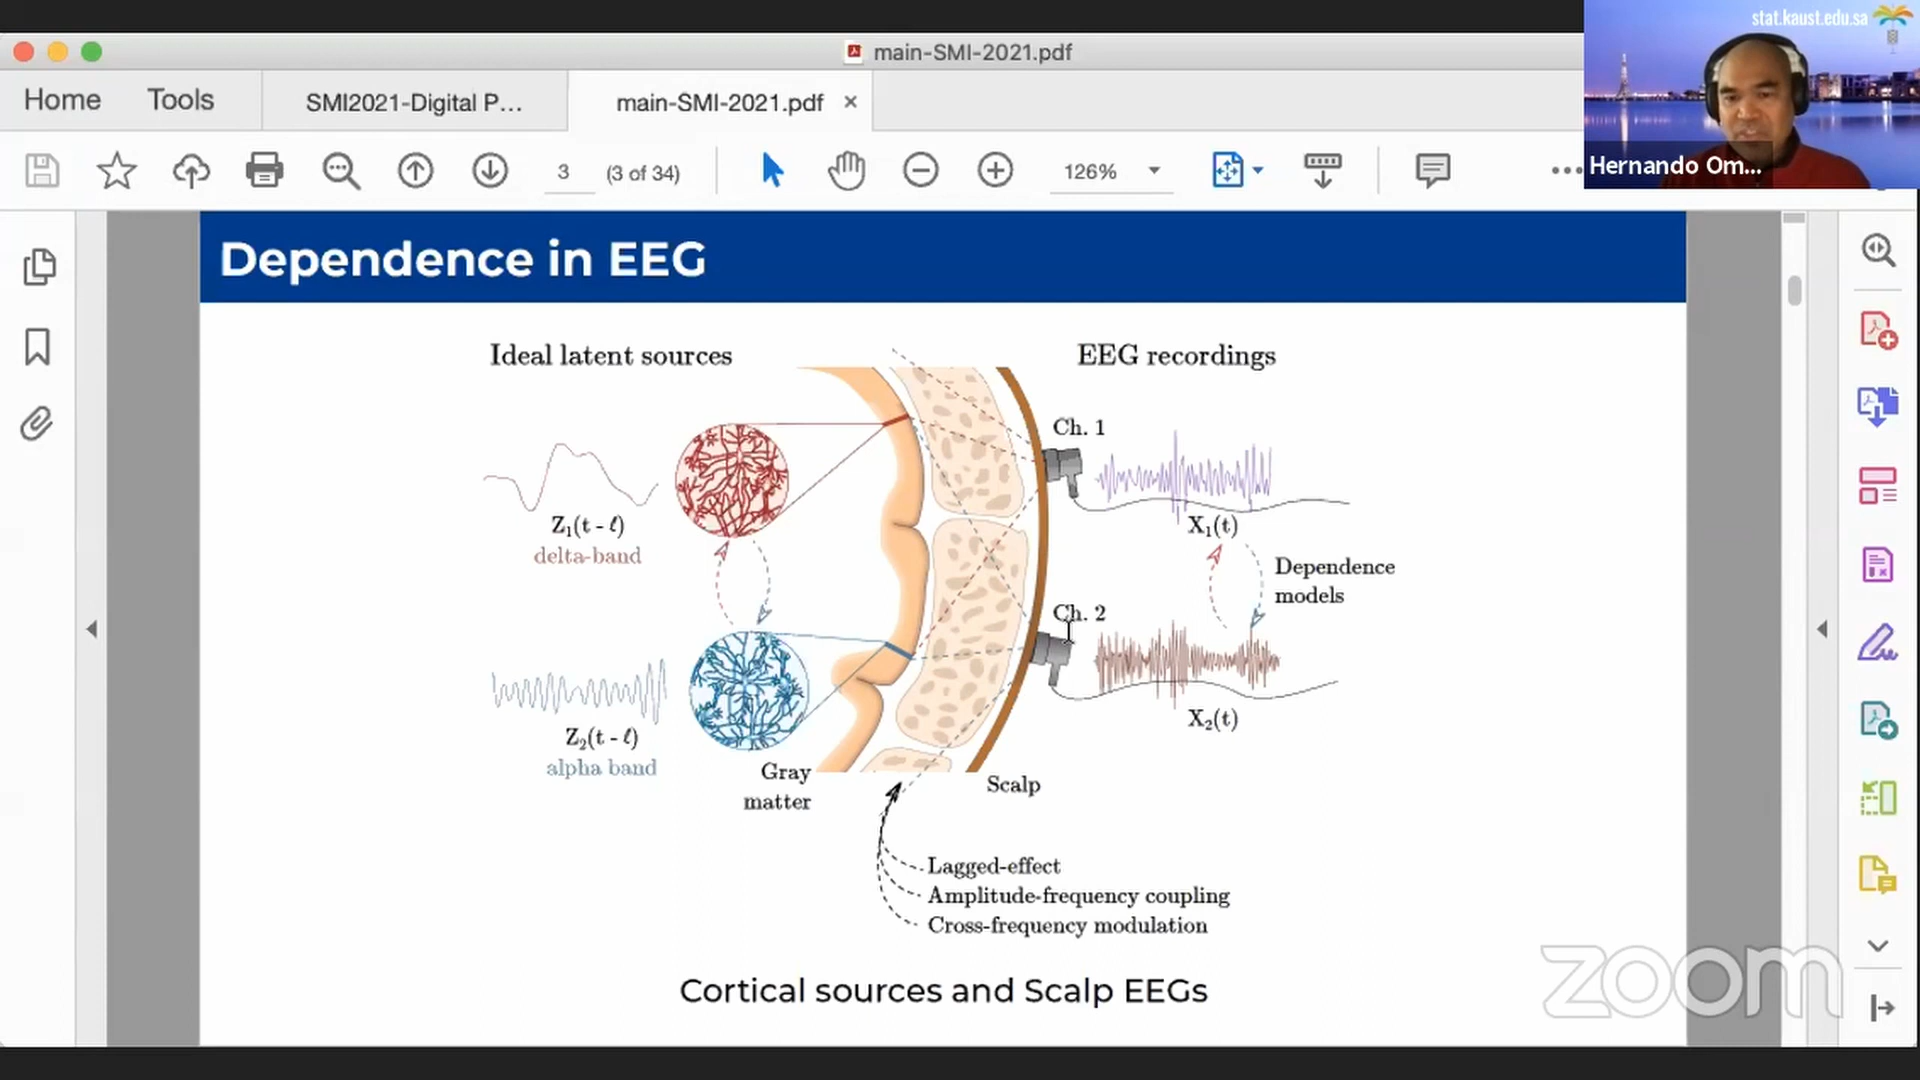 stat.kaust.edu.sa
main-SMI-2021.pdf
Home
Tools
SMI2021-Digital P...
main-SMI-2021.pdf
3
(3 of 34)
126%
Hernando Om...
Dependence in EEG
Ideal latent sources
EEG recordings
Ch. 1
Z₁(t - ℓ)
delta-band
X₁(t)
Dependence
models
Ch. 2
Z₂(t - ℓ)
alpha band
X₂(t)
Gray
matter
Scalp
Lagged-effect
Amplitude-frequency coupling
Cross-frequency modulation
Cortical sources and Scalp EEGs
zoom